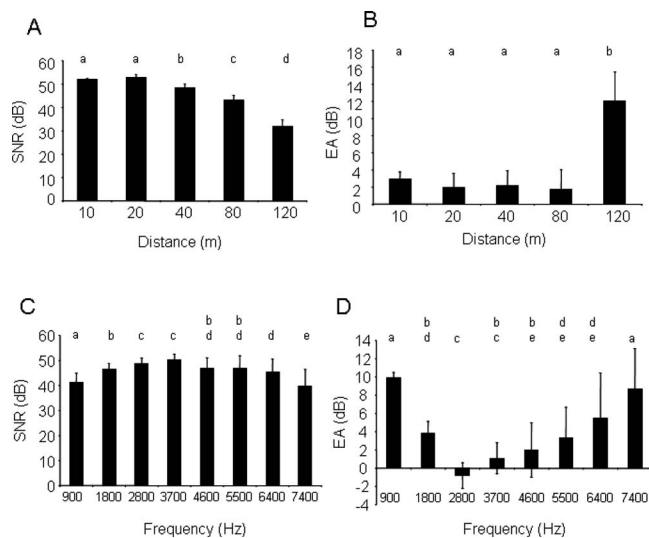 A
a a b c d
60
50
40
30
20
10
0
SNR (dB)
10 20 40 80 120
Distance (m)
B
a a a a b
18
16
14
12
10
8
6
4
2
0
EA (dB)
10 20 40 80 120
Distance (m)
C
b b
a b c c d d d e
60
50
40
30
20
10
0
SNR (dB)
900 1800 2800 3700 4600 5500 6400 7400
Frequency (Hz)
D
b b b d d
a d c c e e e a
14
12
10
8
6
4
2
0
-2
-4
EA (dB)
900 1800 2800 3700 4600 5500 6400 7400
Frequency (Hz)